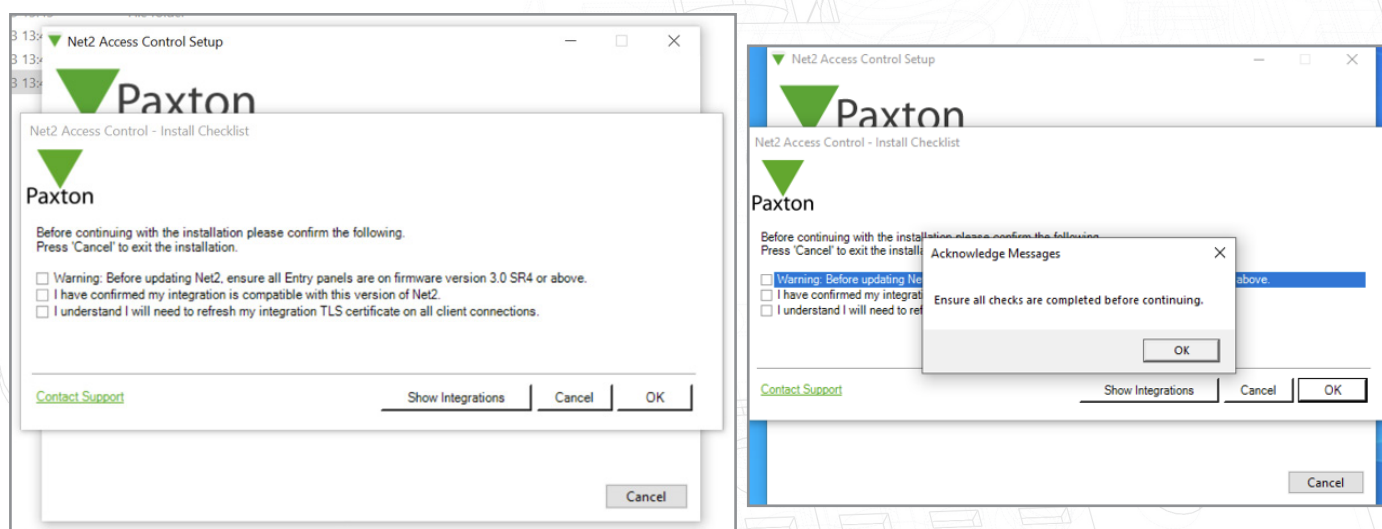 Net2 Access Control Setup
Paxton
Net2 Access Control - Install Checklist
Paxton
Before continuing with the installation please confirm the following.
Press 'Cancel' to exit the installation.
Warning: Before updating Net2, ensure all Entry panels are on firmware version 3.0 SR4 or above.
I have confirmed my integration is compatible with this version of Net2.
I understand I will need to refresh my integration TLS certificate on all client connections.
Contact Support
Show Integrations
Cancel
OK
Cancel
Net2 Access Control Setup
Paxton
Net2 Access Control - Install Checklist
Paxton
Before continuing with the installation please confirm the following.
Press 'Cancel' to exit the
Acknowledge Messages
Warning: Before updating
above.
I have confirmed my
Ensure all checks are completed before continuing.
I understand I will need to
OK
Contact Support
Show Integrations
Cancel
OK
Cancel